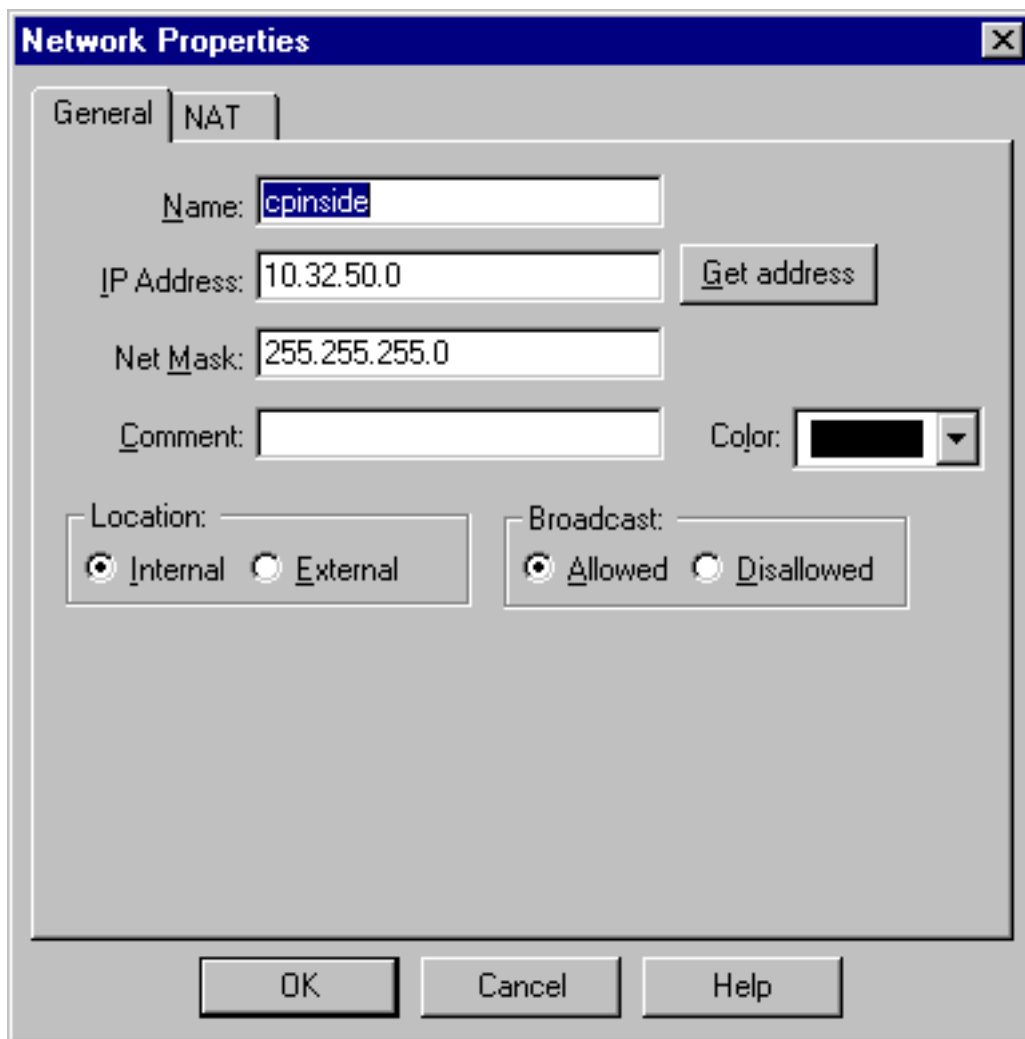 Network Properties
General NAT
Name: cpinside
IP Address: 10.32.50.0 Get address
Net Mask: 255.255.255.0
Comment: Color:
Location: Broadcast:
Internal External Allowed Disallowed
OK Cancel Help